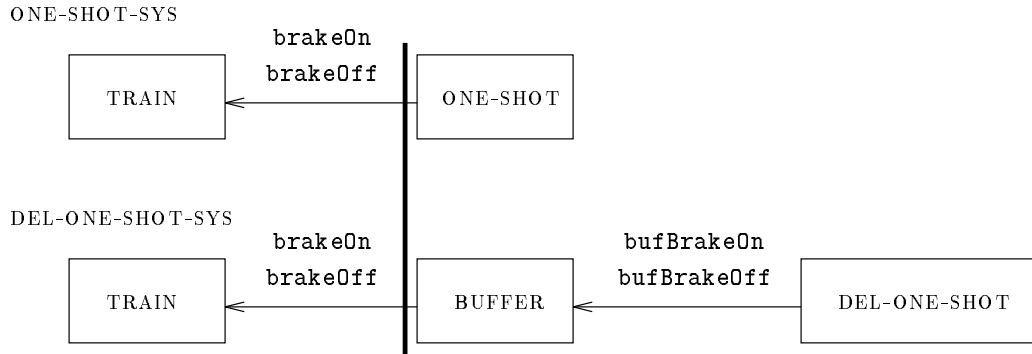 ONE-SHOT-SYS
brakeOn
brakeOff
TRAIN
ONE-SHOT
DEL-ONE-SHOT-SYS
brakeOn
brakeOff
bufBrakeOn
bufBrakeOff
TRAIN
BUFFER
DEL-ONE-SHOT